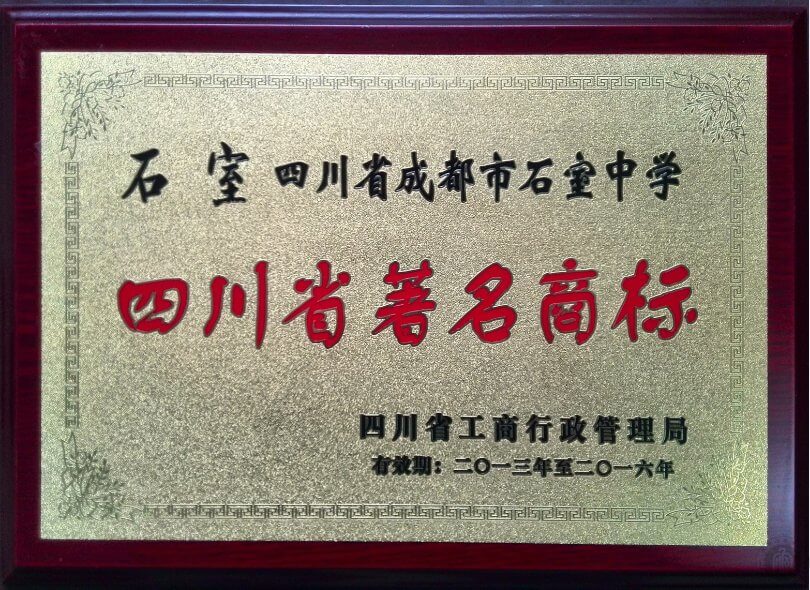 石室 四川省成都市石室中学
四川省著名商标
四川省工商行政管理局
有效期：二〇一三年至二〇一六年